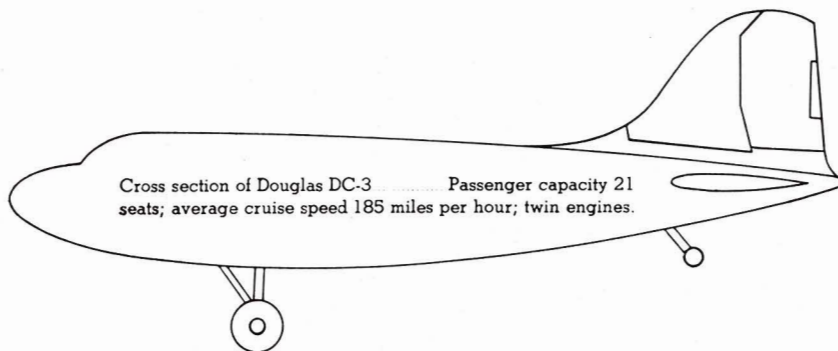 Cross section of Douglas DC-3 Passenger capacity 21
seats; average cruise speed 185 miles per hour; twin engines.